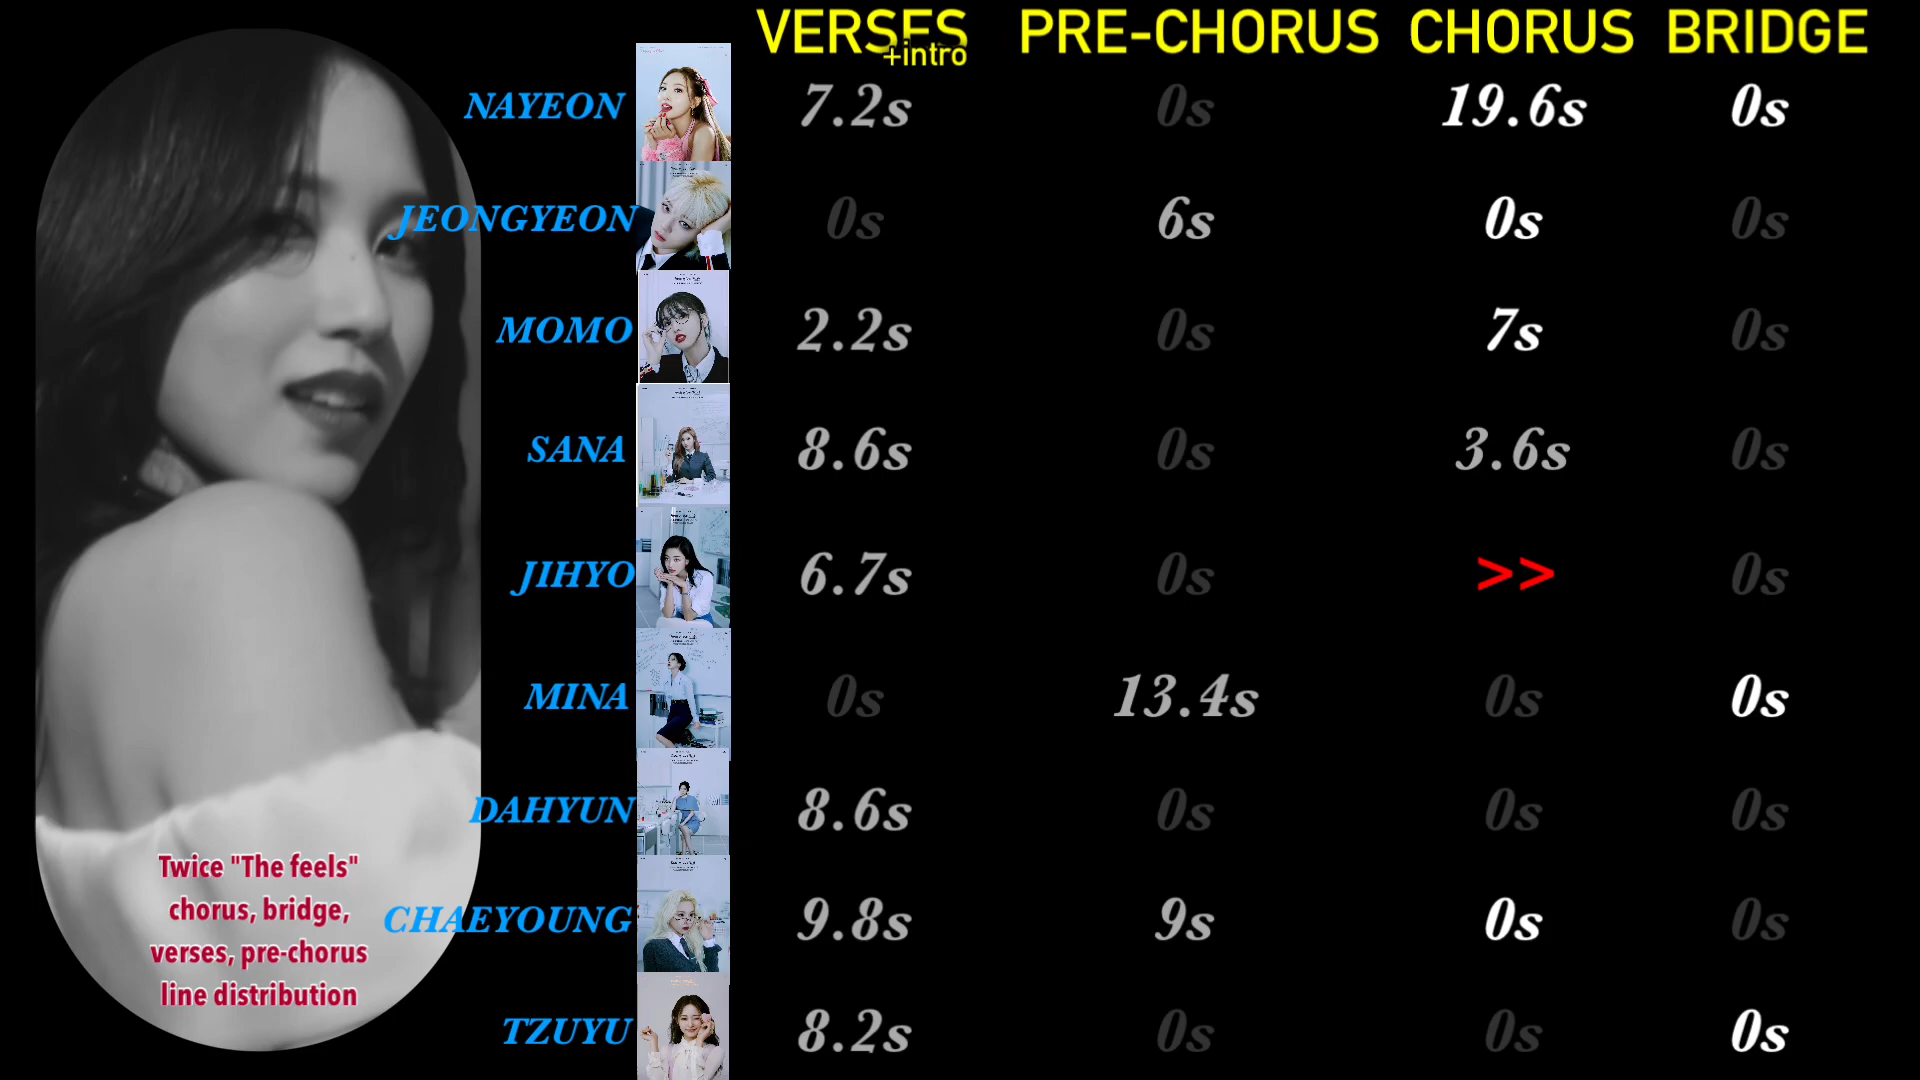 VERSES PRE-CHORUS CHORUS BRIDGE
+intro
NAYEON 7.2s 0s 19.6s 0s
JEONGYEON 0s 6s 0s 0s
MOMO 2.2s 0s 7s 0s
SANA 8.6s 0s 3.6s 0s
JIHYO 6.7s 0s >> 0s
MINA 0s 13.4s 0s 0s
DAHYUN 8.6s 0s 0s 0s
CHAEYOUNG 9.8s 9s 0s 0s
TZUYU 8.2s 0s 0s 0s
Twice "The feels"
chorus, bridge,
verses, pre-chorus
line distribution